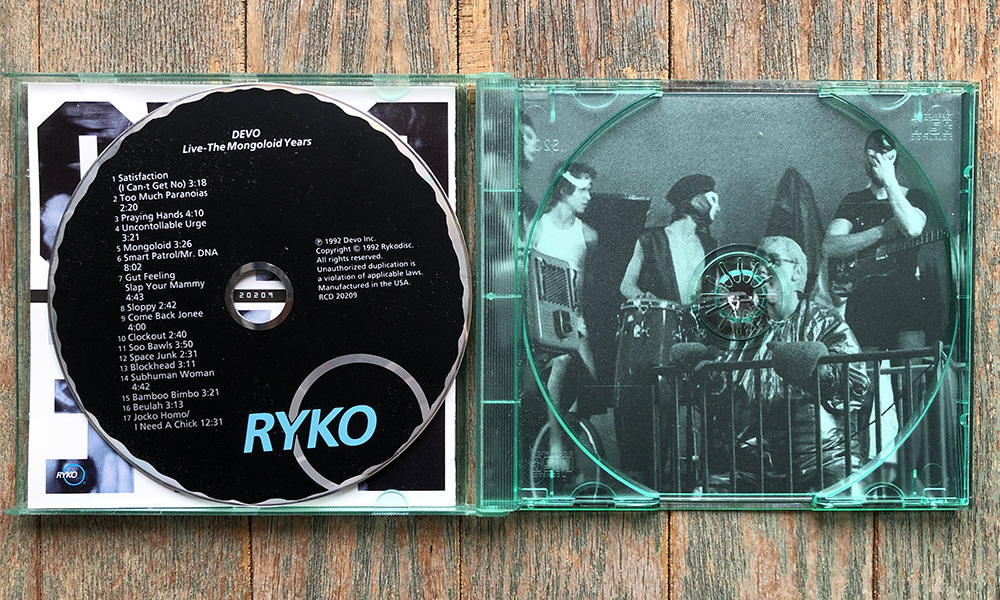 DEVO
Live-The Mongoloid Years
1 Satisfaction
(I Can-t Get No) 3:18
2 Too Much Paranoias
2:20
3 Praying Hands 4:10
4 Uncontollable Urge
3:21
5 Mongoloid 3:26
6 Smart Patrol/Mr. DNA
8:02
7 Gut Feeling
Slap Your Mammy
4:43
8 Sloppy 2:42
9 Come Back Jonee
4:00
10 Clockout 2:40
11 Soo Bawls 3:50
12 Space Junk 2:31
13 Blockhead 3:11
14 Subhuman Woman
4:42
15 Bamboo Bimbo 3:21
16 Beulah 3:13
17 Jocko Homo/
I Need A Chick 12:31
℗ 1992 Devo Inc.
Copyright © 1992 Rykodisc.
All rights reserved.
Unauthorized duplication is
a violation of applicable laws.
Manufactured in the USA.
RCD 20209
20209
RYKO
RYKO